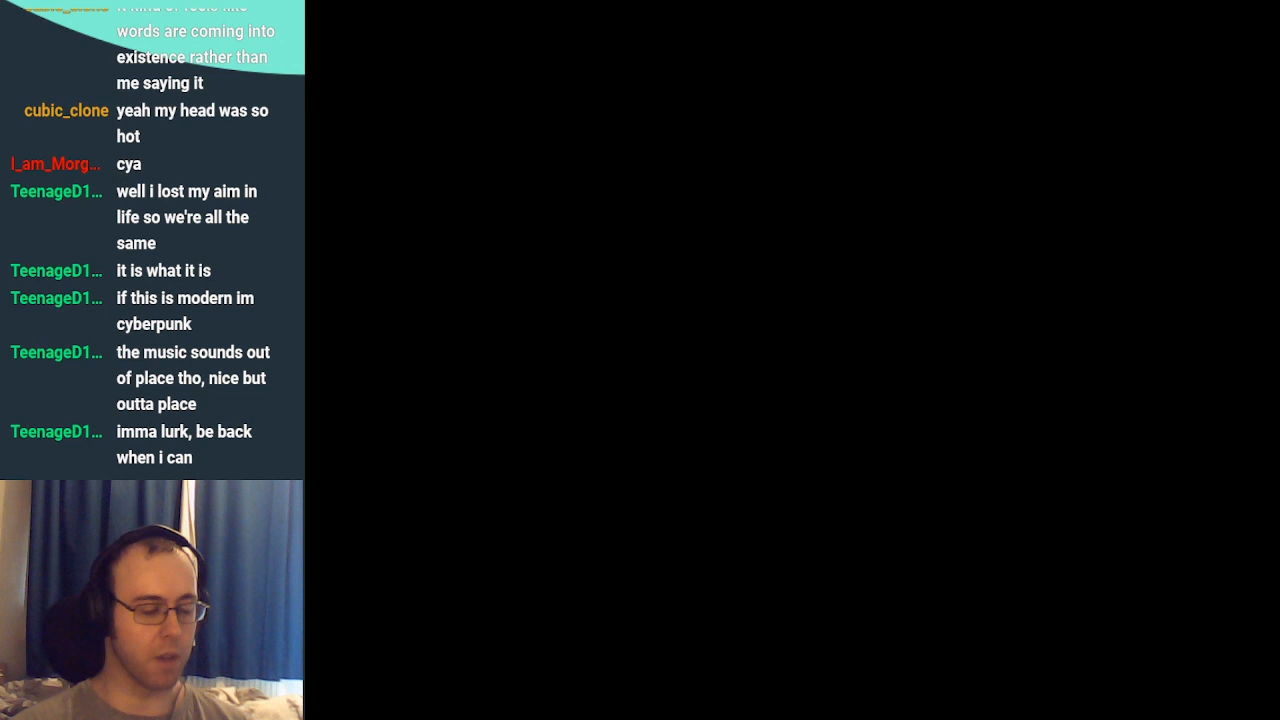 words are coming into
existence rather than
me saying it
cubic_clone yeah my head was so
hot
I_am_Morg... cya
TeenageD1... well i lost my aim in
life so we're all the
same
TeenageD1... it is what it is
TeenageD1... if this is modern im
cyberpunk
TeenageD1... the music sounds out
of place tho, nice but
outta place
TeenageD1... imma lurk, be back
when i can